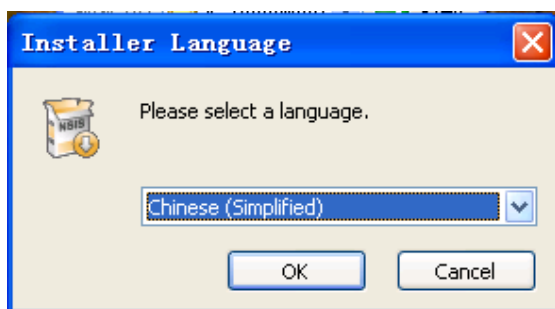 Installer Language
NSIS
Please select a language.
Chinese (Simplified)
OK
Cancel